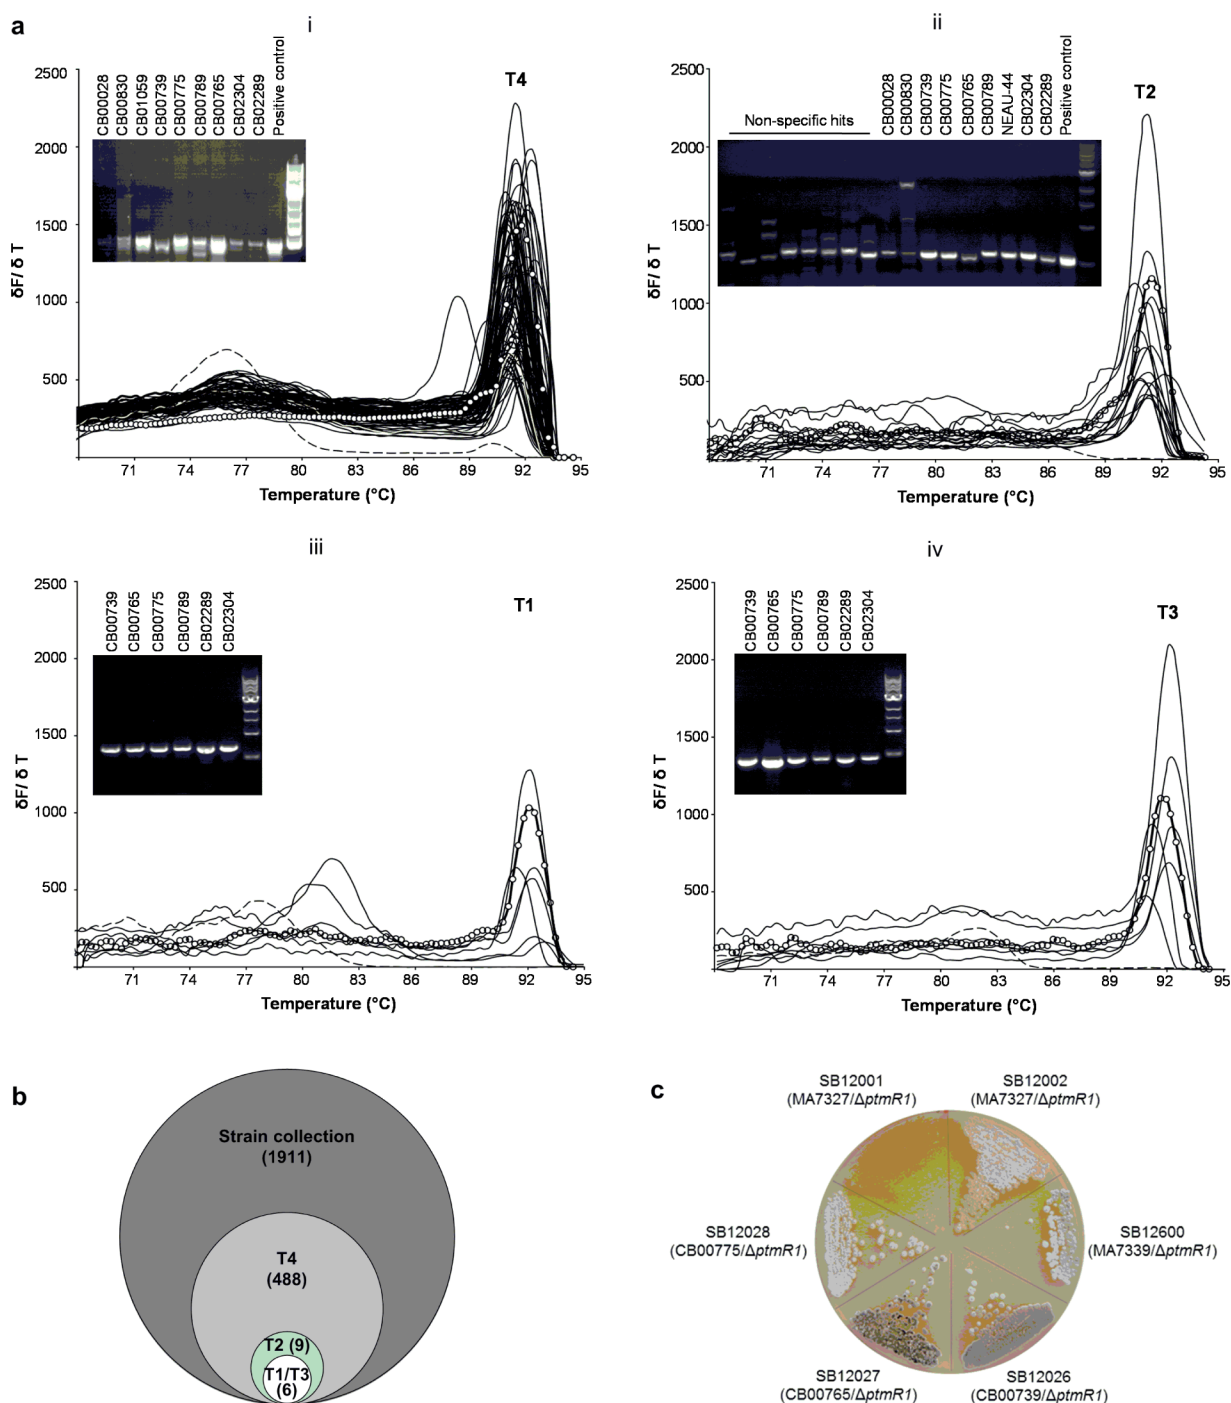 a
i
2500
2000
1500
1000
500
δF/ δ T
71 74 77 80 83 86 89 92 95
Temperature (°C)
T4
CB00028
CB00830
CB01059
CB00739
CB00775
CB00789
CB00765
CB02304
CB02289
Positive control
ii
2500
2000
1500
1000
500
δF/ δ T
71 74 77 80 83 86 89 92 95
Temperature (°C)
T2
Non-specific hits
CB00028
CB00830
CB00739
CB00775
CB00765
CB00789
NEAU-44
CB02304
CB02289
Positive control
iii
2500
2000
1500
1000
500
δF/ δ T
71 74 77 80 83 86 89 92 95
Temperature (°C)
T1
CB00739
CB00765
CB00775
CB00789
CB02289
CB02304
iv
2500
2000
1500
1000
500
δF/ δ T
71 74 77 80 83 86 89 92 95
Temperature (°C)
T3
CB00739
CB00765
CB00775
CB00789
CB02289
CB02304
b
Strain collection
(1911)
T4
(488)
T2 (9)
T1/T3
(6)
c
SB12001
(MA7327/ΔptmR1)
SB12002
(MA7327/ΔptmR1)
SB12028
(CB00775/ΔptmR1)
SB12600
(MA7339/ΔptmR1)
SB12027
(CB00765/ΔptmR1)
SB12026
(CB00739/ΔptmR1)